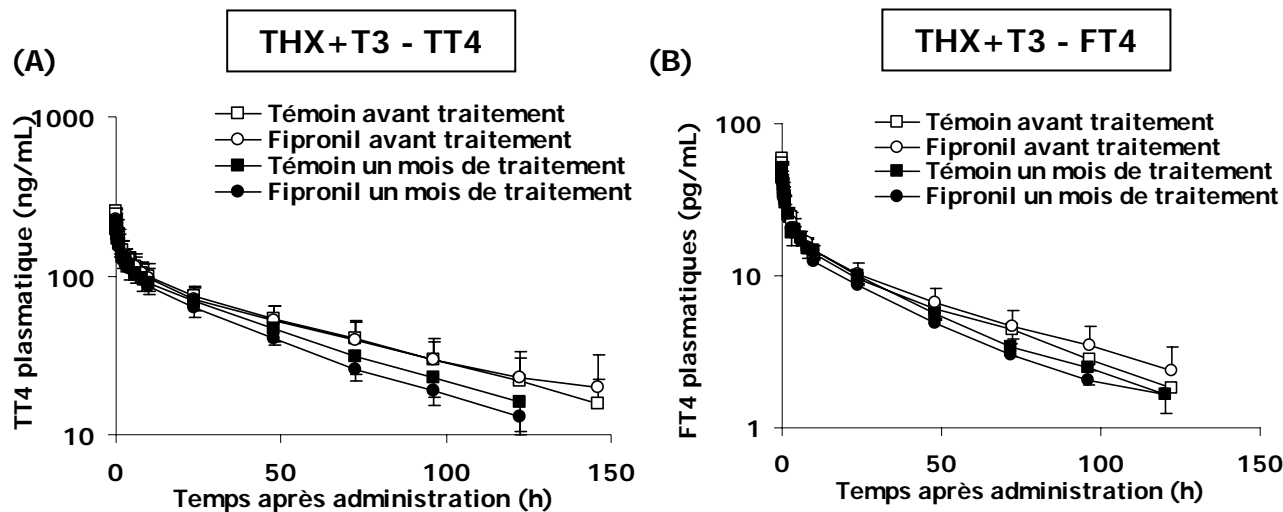 THX+T3 - TT4
THX+T3 - FT4
(A)
(B)
TT4 plasmatique (ng/mL)
1000
100
10
Témoin avant traitement
Fipronil avant traitement
Témoin un mois de traitement
Fipronil un mois de traitement
0
50
100
150
Temps après administration (h)
FT4 plasmatiques (pg/mL)
100
10
1
Témoin avant traitement
Fipronil avant traitement
Témoin un mois de traitement
Fipronil un mois de traitement
0
50
100
150
Temps après administration (h)